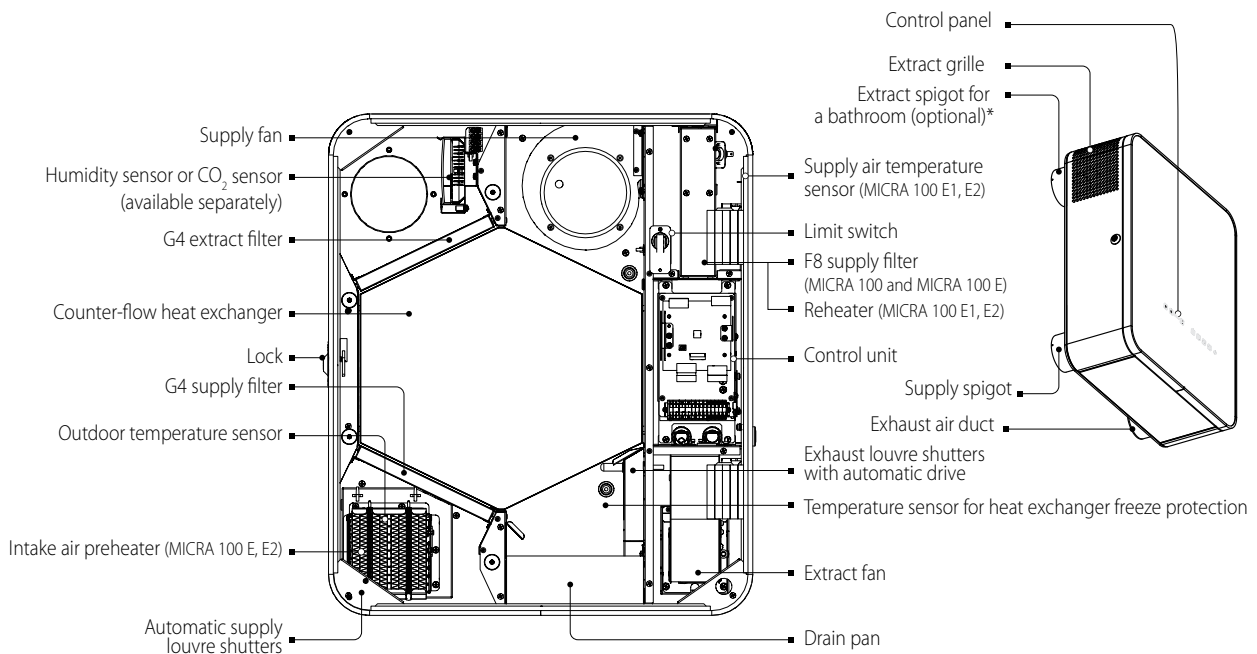 Control panel
Extract grille
Extract spigot for
a bathroom (optional)*
Supply fan
Humidity sensor or CO₂ sensor
(available separately)
G4 extract filter
Counter-flow heat exchanger
Lock
G4 supply filter
Outdoor temperature sensor
Intake air preheater (MICRA 100 E, E2)
Automatic supply
louvre shutters
Supply air temperature
sensor (MICRA 100 E1, E2)
Limit switch
F8 supply filter
(MICRA 100 and MICRA 100 E)
Reheater (MICRA 100 E1, E2)
Control unit
Supply spigot
Exhaust air duct
Exhaust louvre shutters
with automatic drive
Temperature sensor for heat exchanger freeze protection
Extract fan
Drain pan